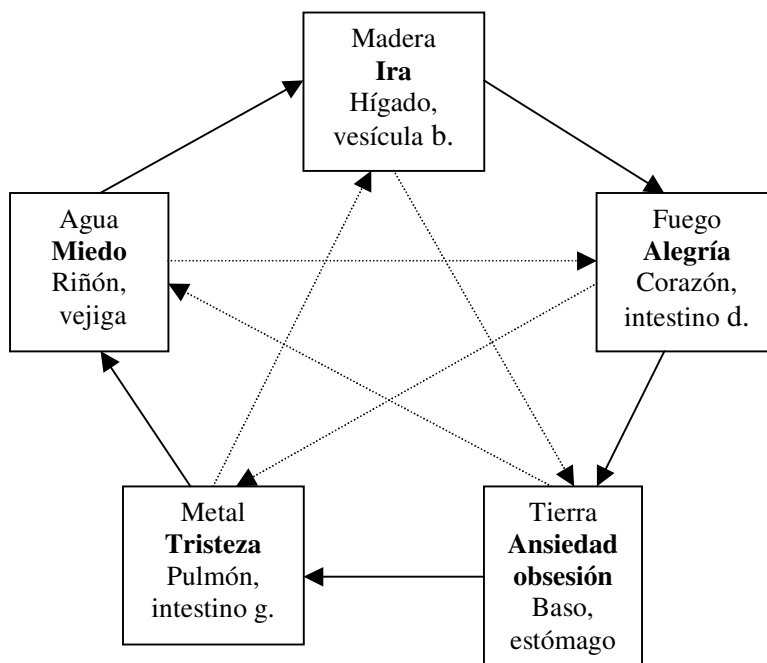 Madera
Ira
Hígado,
vesícula b.
Agua
Miedo
Riñón,
vejiga
Fuego
Alegría
Corazón,
intestino d.
Metal
Tristeza
Pulmón,
intestino g.
Tierra
Ansiedad
obsesión
Baso,
estómago